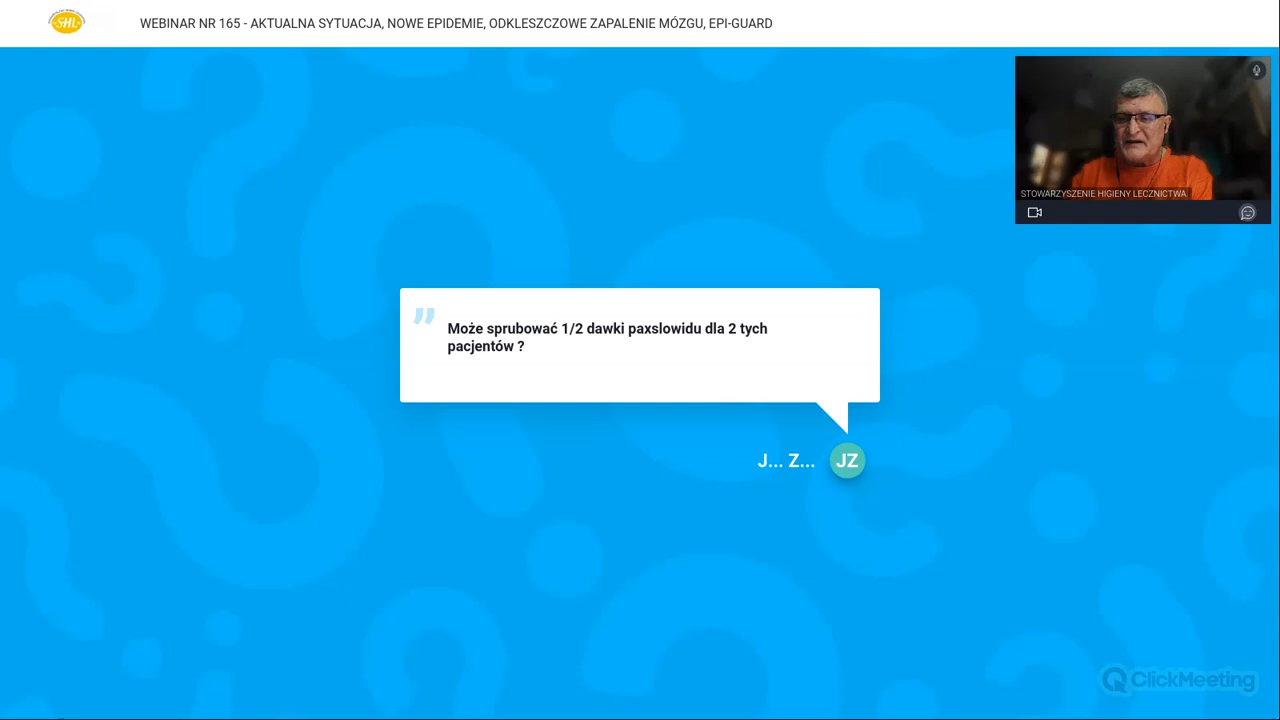 SHL
WEBINAR NR 165 - AKTUALNA SYTUACJA, NOWE EPIDEMIE, ODKLESZCZOWE ZAPALENIE MÓZGU, EPI-GUARD
STOWARZYSZENIE HIGIENY LECZNICTWA
Może sprubować 1/2 dawki paxslowidu dla 2 tych
pacjentów ?
J... Z...
JZ
ClickMeeting